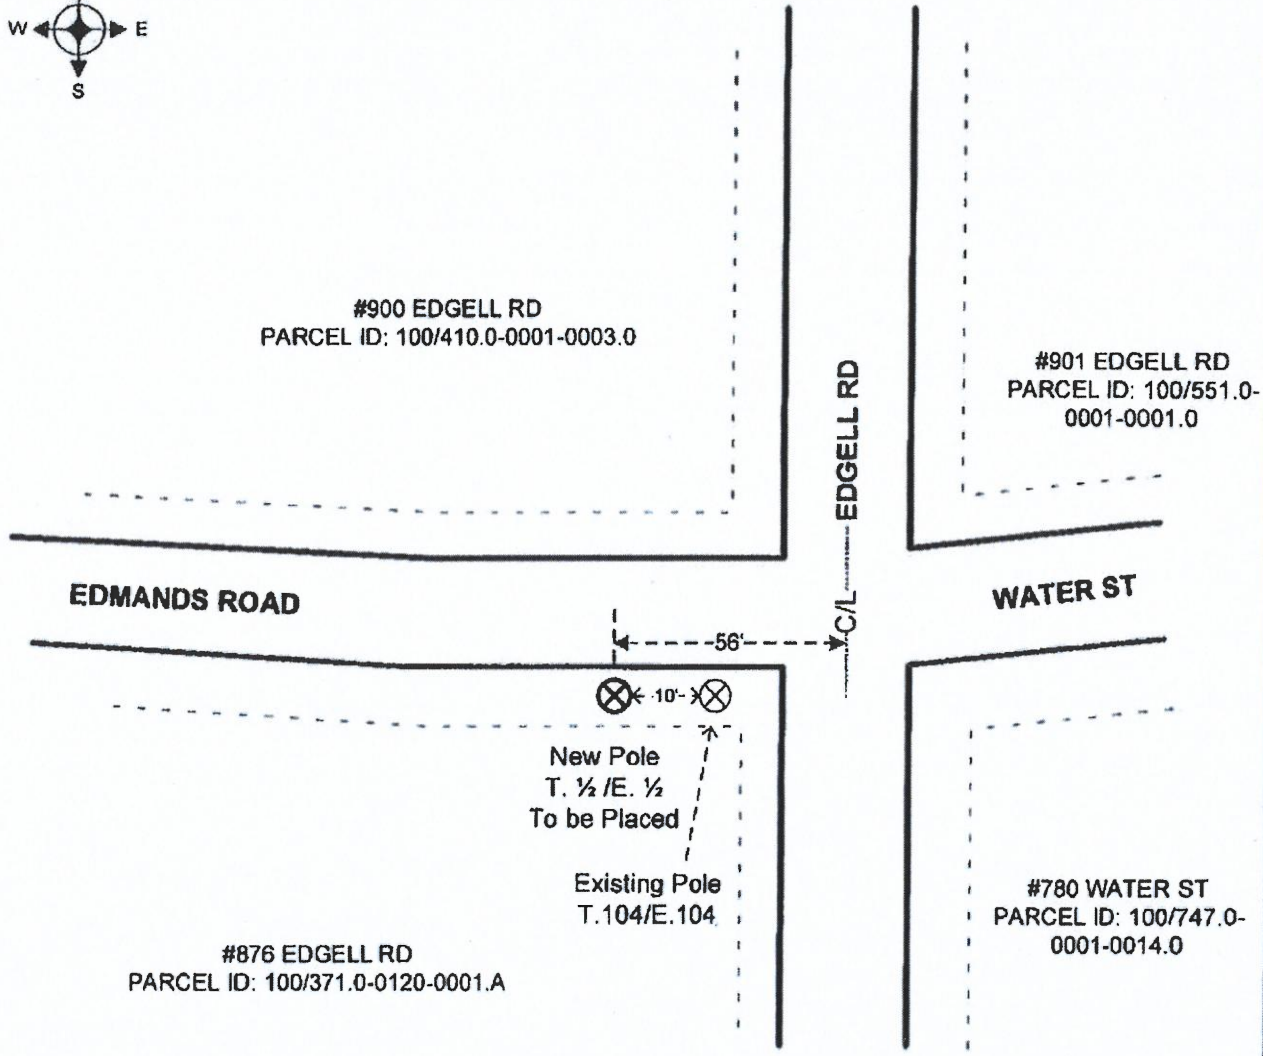 W E
S
#900 EDGELL RD
PARCEL ID: 100/410.0-0001-0003.0
#901 EDGELL RD
PARCEL ID: 100/551.0-
0001-0001.0
C/L EDGELL RD
EDMANDS ROAD
WATER ST
56'
10'
New Pole
T. ½ /E. ½
To be Placed
Existing Pole
T.104/E.104
#876 EDGELL RD
PARCEL ID: 100/371.0-0120-0001.A
#780 WATER ST
PARCEL ID: 100/747.0-
0001-0014.0